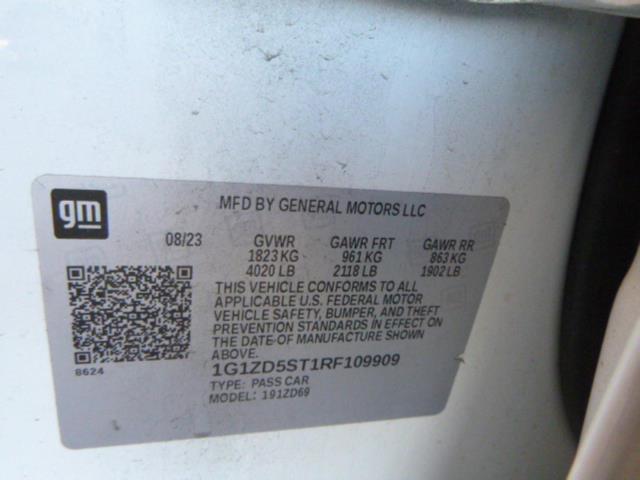 gm
MFD BY GENERAL MOTORS LLC
08/23 GVWR GAWR FRT GAWR RR
1823 KG 961 KG 863 KG
4020 LB 2118 LB 1902 LB
THIS VEHICLE CONFORMS TO ALL
APPLICABLE U.S. FEDERAL MOTOR
VEHICLE SAFETY, BUMPER, AND THEFT
PREVENTION STANDARDS IN EFFECT ON
THE DATE OF MANUFACTURE SHOWN
ABOVE.
8624
1G1ZD5ST1RF109909
TYPE: PASS CAR
MODEL: 191ZD69